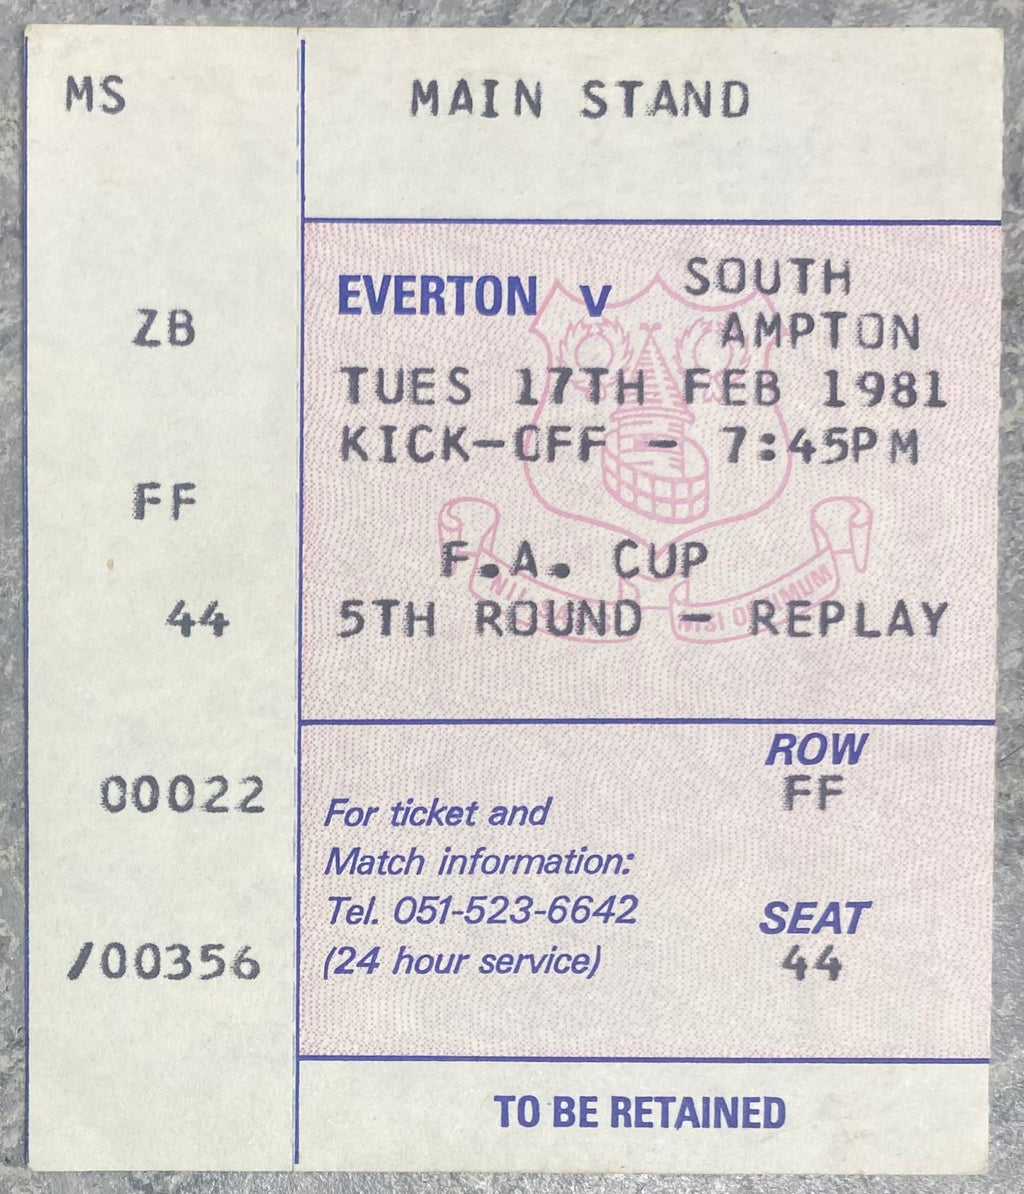 MS
ZB
FF
44
00022
/00356
MAIN STAND
EVERTON v SOUTH
AMPTON
TUES 17TH FEB 1981
KICK-OFF - 7:45PM
F.A. CUP
5TH ROUND - REPLAY
ROW
FF
For ticket and
Match information:
Tel. 051-523-6642
(24 hour service)
SEAT
44
TO BE RETAINED